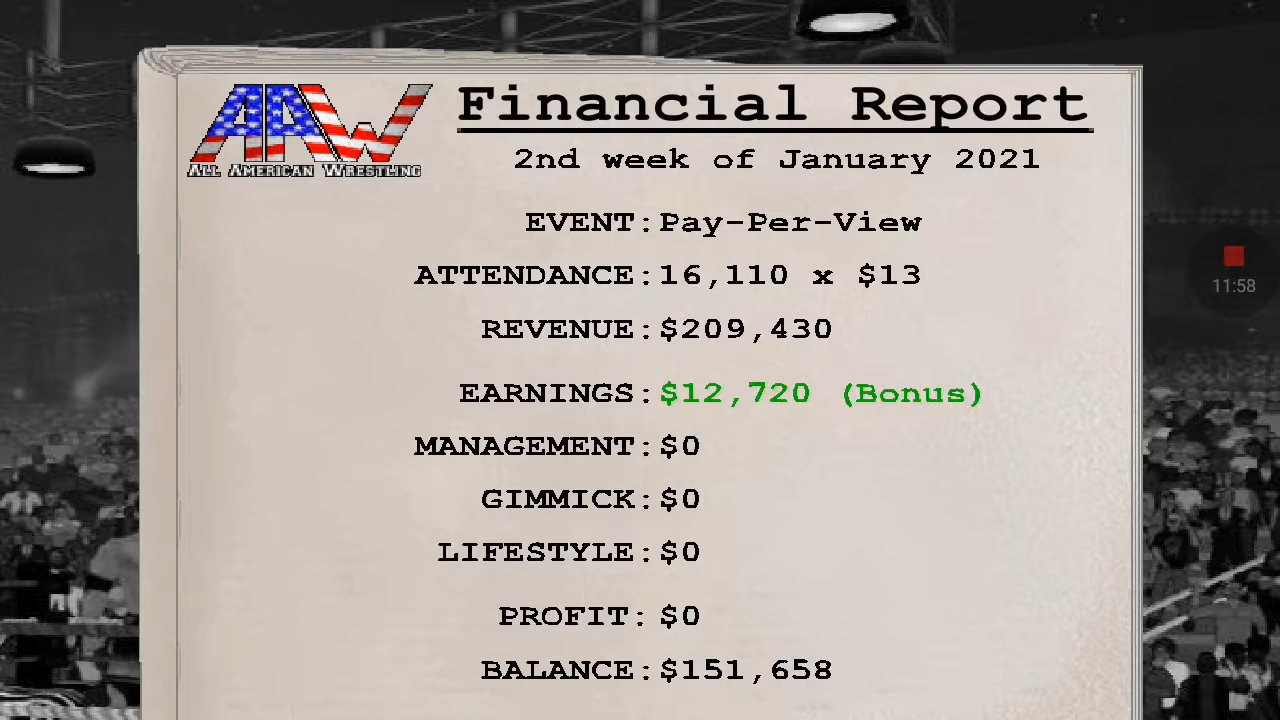 AAW
ALL AMERICAN WRESTLING
Financial Report
2nd week of January 2021
EVENT: Pay-Per-View
ATTENDANCE: 16,110 x $13
REVENUE: $209,430
EARNINGS: $12,720 (Bonus)
MANAGEMENT: $0
GIMMICK: $0
LIFESTYLE: $0
PROFIT: $0
BALANCE: $151,658
11:58